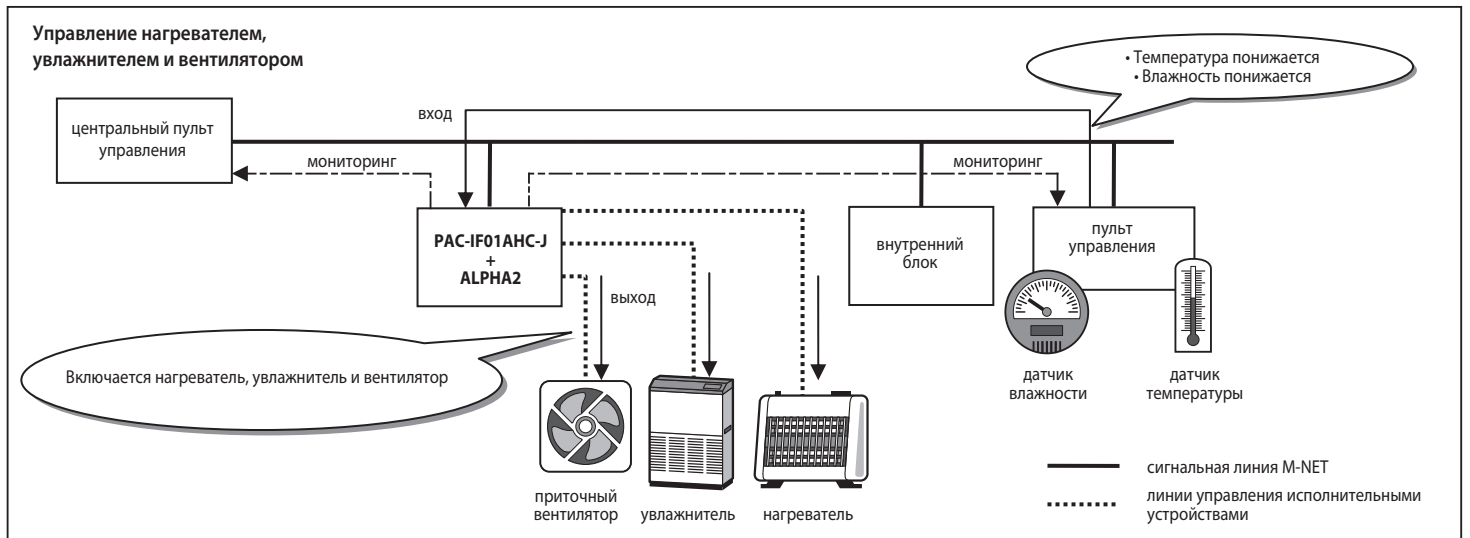 Управление нагревателем,
увлажнителем и вентилятором
• Температура понижается
• Влажность понижается
вход
центральный пульт
управления
мониторинг
мониторинг
PAC-IF01AHC-J
+
ALPHA2
внутренний
блок
пульт
управления
выход
Включается нагреватель, увлажнитель и вентилятор
датчик
влажности
датчик
температуры
приточный
вентилятор
увлажнитель
нагреватель
сигнальная линия M-NET
линии управления исполнительными
устройствами